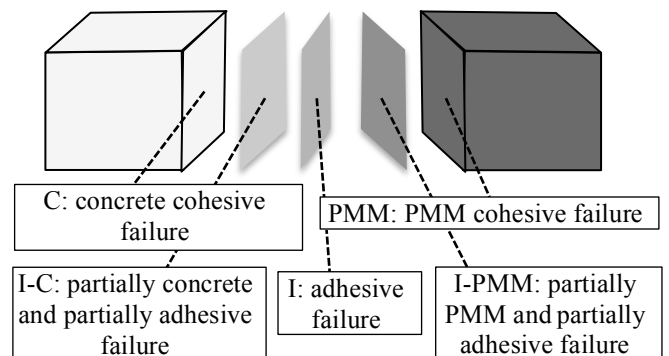 C: concrete cohesive
failure
PMM: PMM cohesive failure
I-C: partially concrete
and partially adhesive
failure
I: adhesive
failure
I-PMM: partially
PMM and partially
adhesive failure